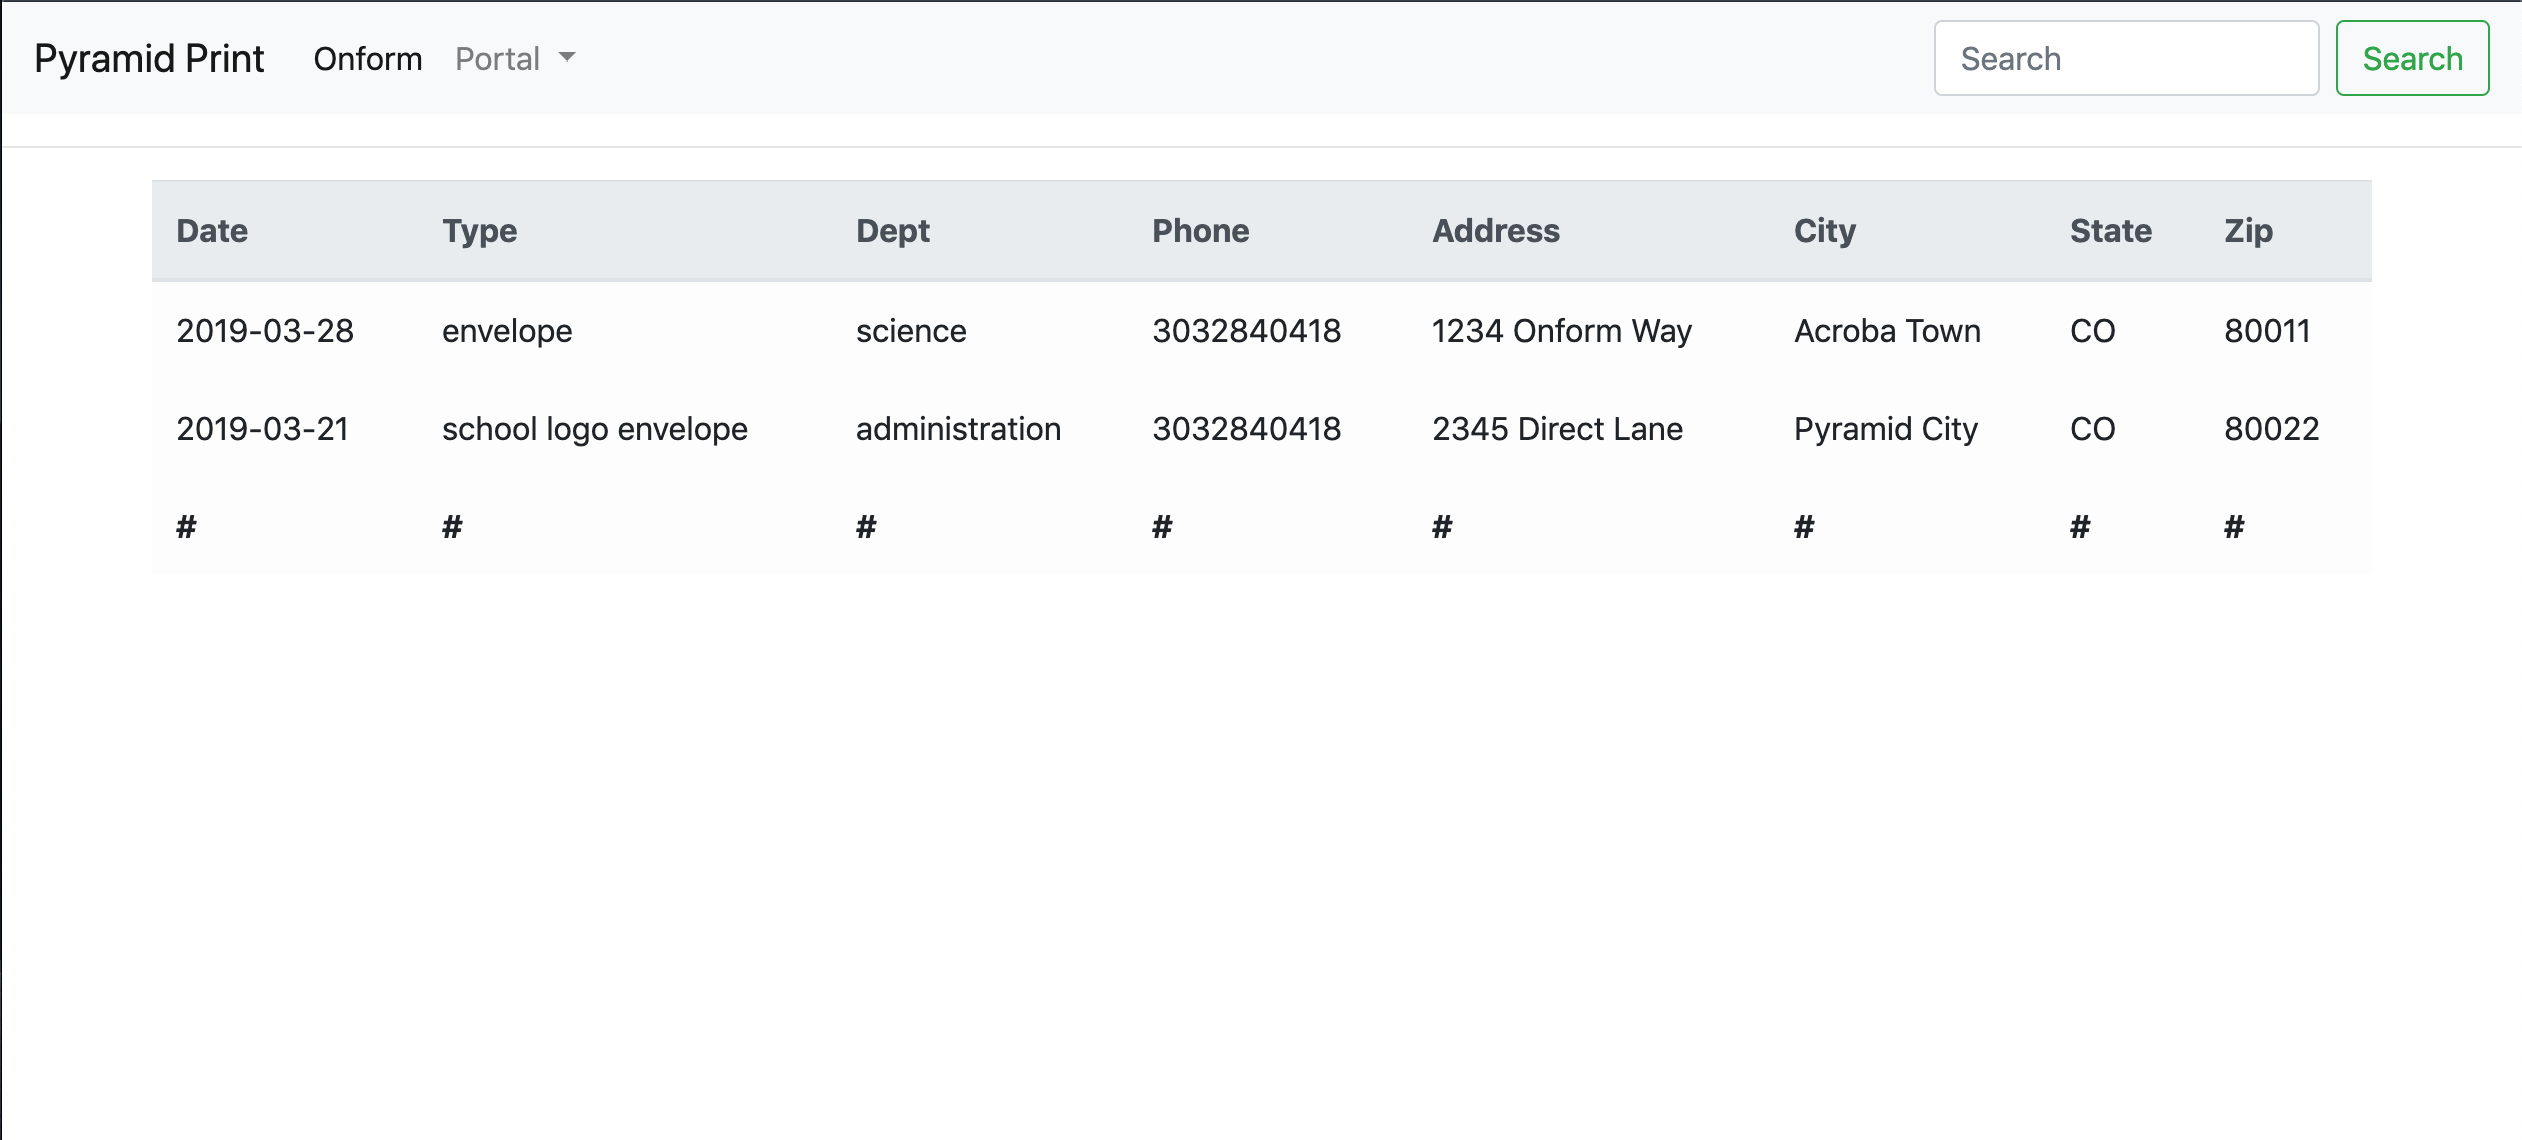 Pyramid Print Onform Portal Search Search
Date Type Dept Phone Address City State Zip
2019-03-28 envelope science 3032840418 1234 Onform Way Acroba Town CO 80011
2019-03-21 school logo envelope administration 3032840418 2345 Direct Lane Pyramid City CO 80022
# # # # # # # #